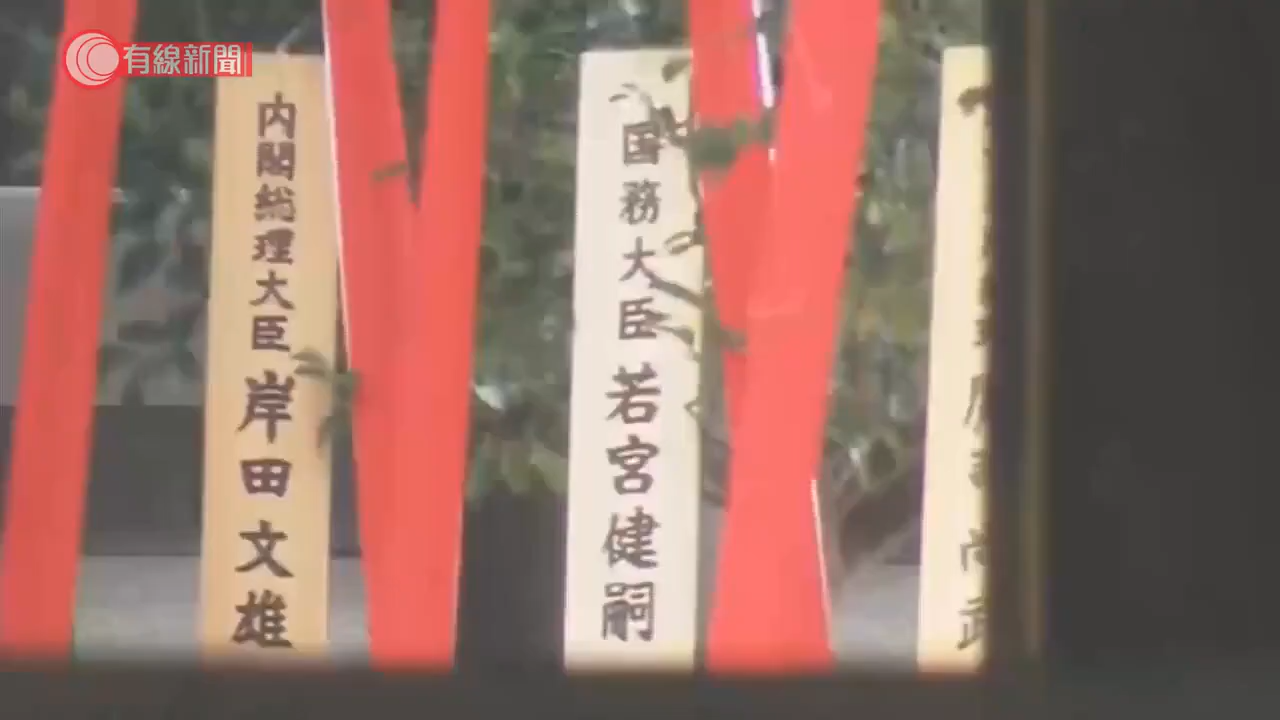 有線新聞
内閣総理大臣 岸田文雄
国務大臣 若宮健嗣